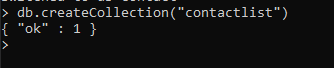 > db.createCollection("contactlist")
{ "ok" : 1 }
>